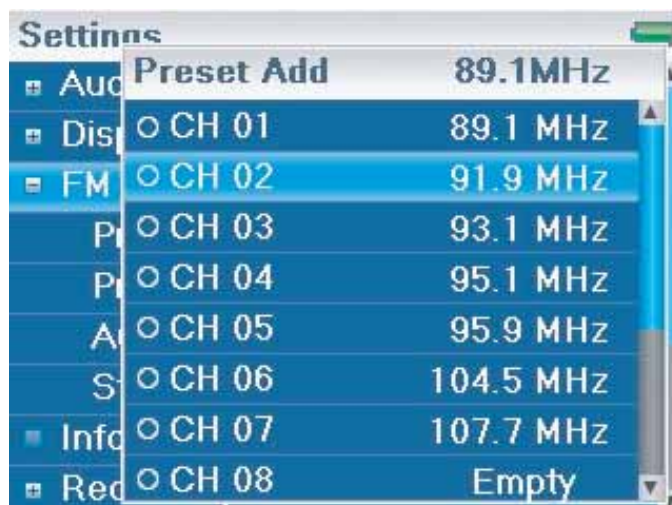 Settings
Preset Add 89.1MHz
CH 01 89.1 MHz
CH 02 91.9 MHz
FM
CH 03 93.1 MHz
CH 04 95.1 MHz
CH 05 95.9 MHz
CH 06 104.5 MHz
CH 07 107.7 MHz
CH 08 Empty